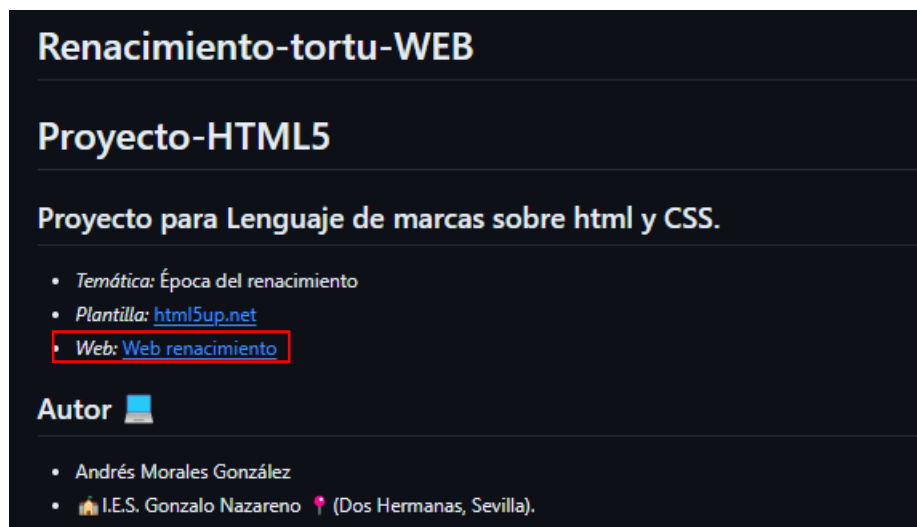 Renacimiento-tortu-WEB
Proyecto-HTML5
Proyecto para Lenguaje de marcas sobre html y CSS.
• Temática: Época del renacimiento
• Plantilla: html5up.net
• Web: Web renacimiento
Autor 💻
• Andrés Morales González
• 🏫 I.E.S. Gonzalo Nazareno 📍 (Dos Hermanas, Sevilla).